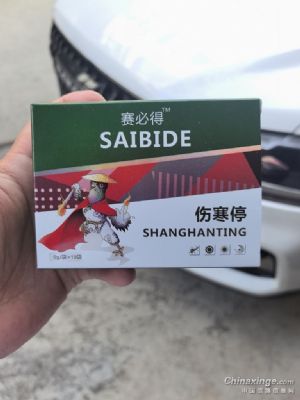 赛必得™
SAIBIDE
伤寒停
SHANGHANTING
Chinaxinge.com